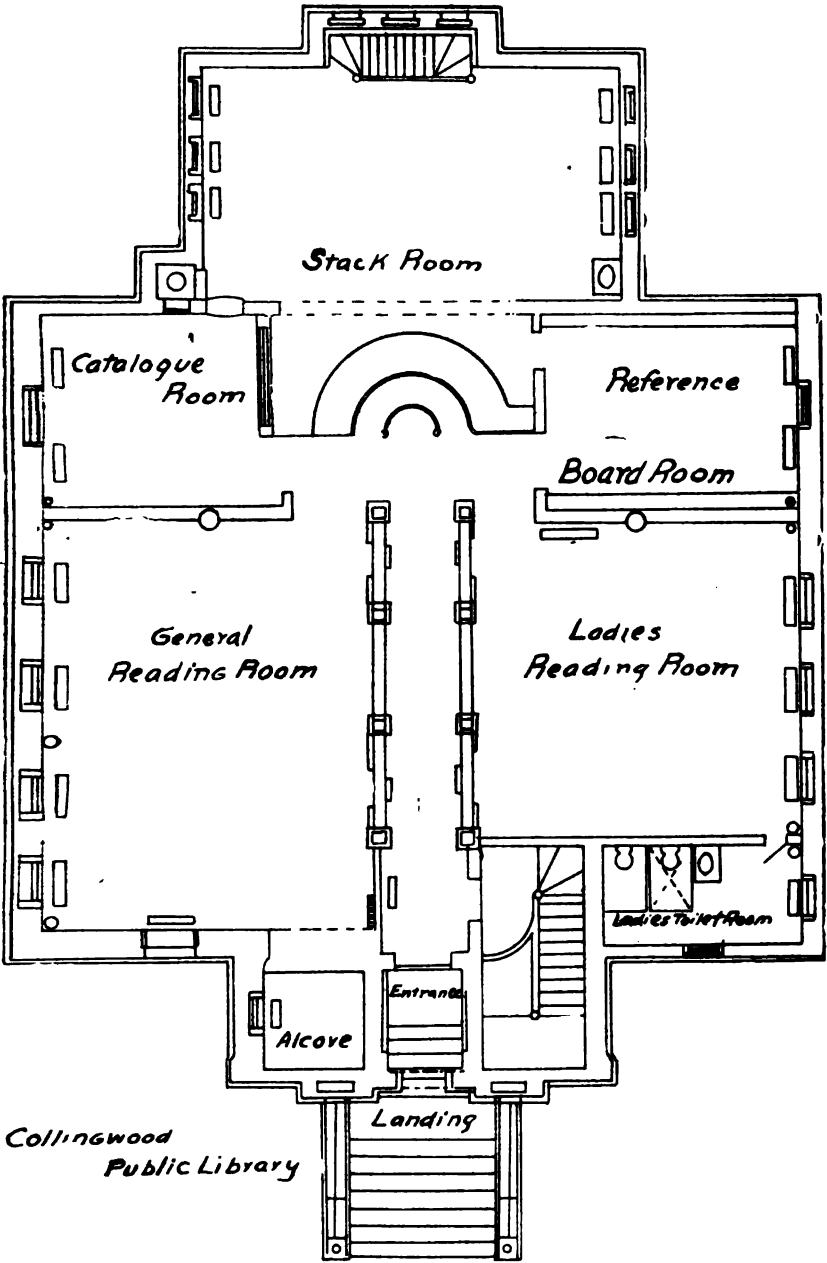 Stack Room
Catalogue
Room
Reference
Board Room
General
Reading Room
Ladies
Reading Room
Ladies Toilet Room
Entrance
Alcove
Landing
Collingwood
Public Library